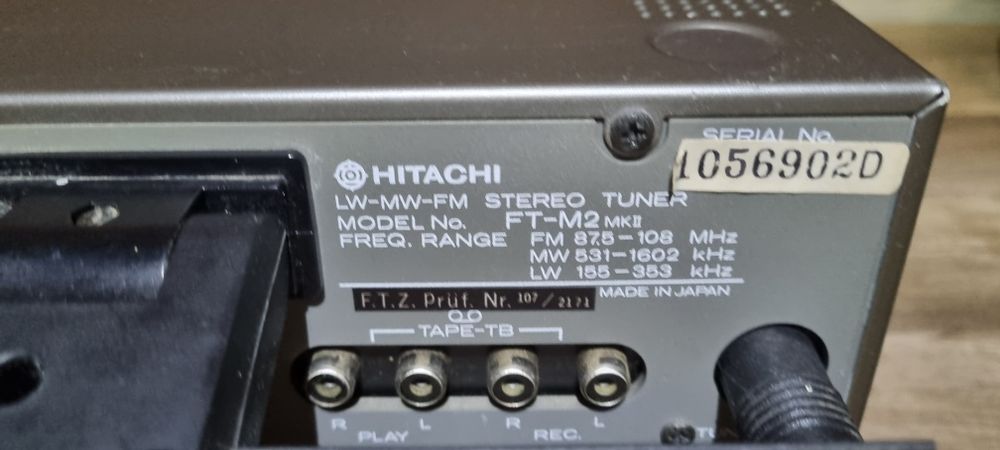 SERIAL No.
1056902D
HITACHI
LW-MW-FM STEREO TUNER
MODEL No. FT-M2 MKII
FREQ. RANGE FM 87.5-108 MHz
MW 531-1602 kHz
LW 155-353 kHz
F.T.Z. Prüf. Nr. 107/2171
MADE IN JAPAN
TAPE-TB
R L R L
PLAY REC.